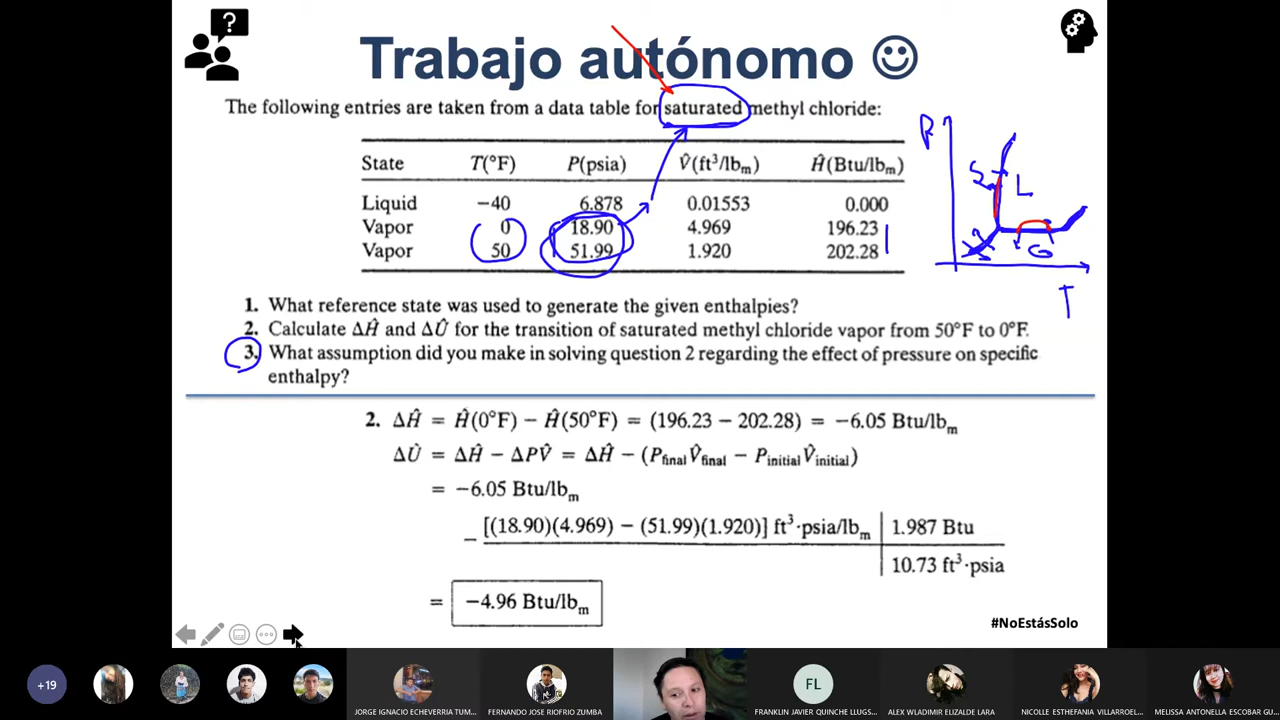 Trabajo autónomo ☺
The following entries are taken from a data table for saturated methyl chloride:
State T(°F) P(psia) V̂(ft³/lbₘ) Ĥ(Btu/lbₘ)
Liquid −40 6.878 0.01553 0.000
Vapor 0 18.90 4.969 196.23
Vapor 50 51.99 1.920 202.28
P
S
L
G
T
1. What reference state was used to generate the given enthalpies?
2. Calculate ΔĤ and ΔÛ for the transition of saturated methyl chloride vapor from 50°F to 0°F.
3. What assumption did you make in solving question 2 regarding the effect of pressure on specific
enthalpy?
2. ΔĤ = Ĥ(0°F) − Ĥ(50°F) = (196.23 − 202.28) = −6.05 Btu/lbₘ
ΔÛ = ΔĤ − ΔPV̂ = ΔĤ − (P_final V̂_final − P_initial V̂_initial)
= −6.05 Btu/lbₘ
− [(18.90)(4.969) − (51.99)(1.920)] ft³·psia/lbₘ | 1.987 Btu
10.73 ft³·psia
= −4.96 Btu/lbₘ
#NoEstásSolo
+19
JORGE IGNACIO ECHEVERRIA TUM...
FERNANDO JOSE RIOFRIO ZUMBA
FL
FRANKLIN JAVIER QUINCHE LLUGS...
ALEX WLADIMIR ELIZALDE LARA
NICOLLE ESTHEFANIA VILLARROEL...
MELISSA ANTONELLA ESCOBAR GU...